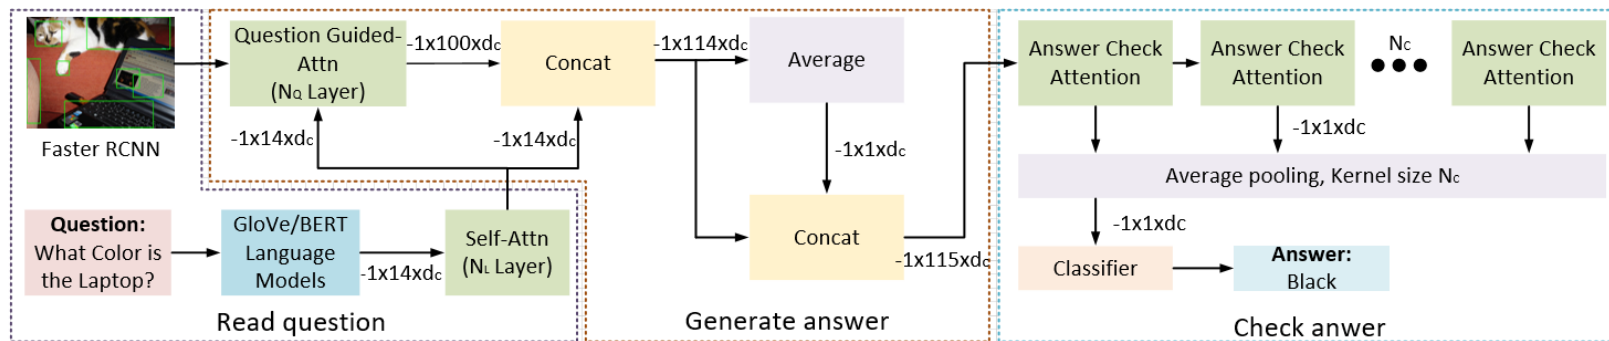 Faster RCNN
Question Guided-
Attn
(NQ Layer)
-1x100xdc
Concat
-1x114xdc
Average
-1x14xdc
-1x14xdc
-1x1xdc
Concat
-1x115xdc
Question:
What Color is
the Laptop?
GloVe/BERT
Language
Models
-1x14xdc
Self-Attn
(NL Layer)
Read question
Generate answer
Answer Check
Attention
Answer Check
Attention
Nc
Answer Check
Attention
-1x1xdc
Average pooling, Kernel size Nc
-1x1xdc
Classifier
Answer:
Black
Check anwer